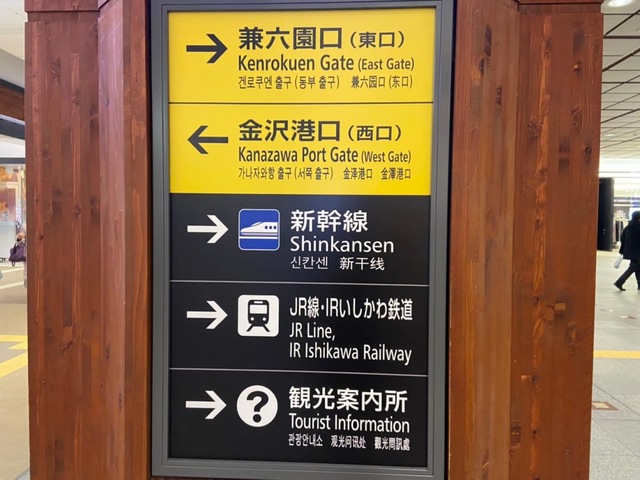 兼六園口(東口)
Kenrokuen Gate (East Gate)
겐로쿠엔 출구 (동부 출구) 兼六园口 (东口)
金沢港口(西口)
Kanazawa Port Gate (West Gate)
가나자와항 출구 (서쪽 출구) 金泽港口 金澤港口
新幹線
Shinkansen
신칸센 新干线
JR線・IRいしかわ鉄道
JR Line,
IR Ishikawa Railway
?
観光案内所
Tourist Information
관광안내소 观光问讯处 觀光問訊處